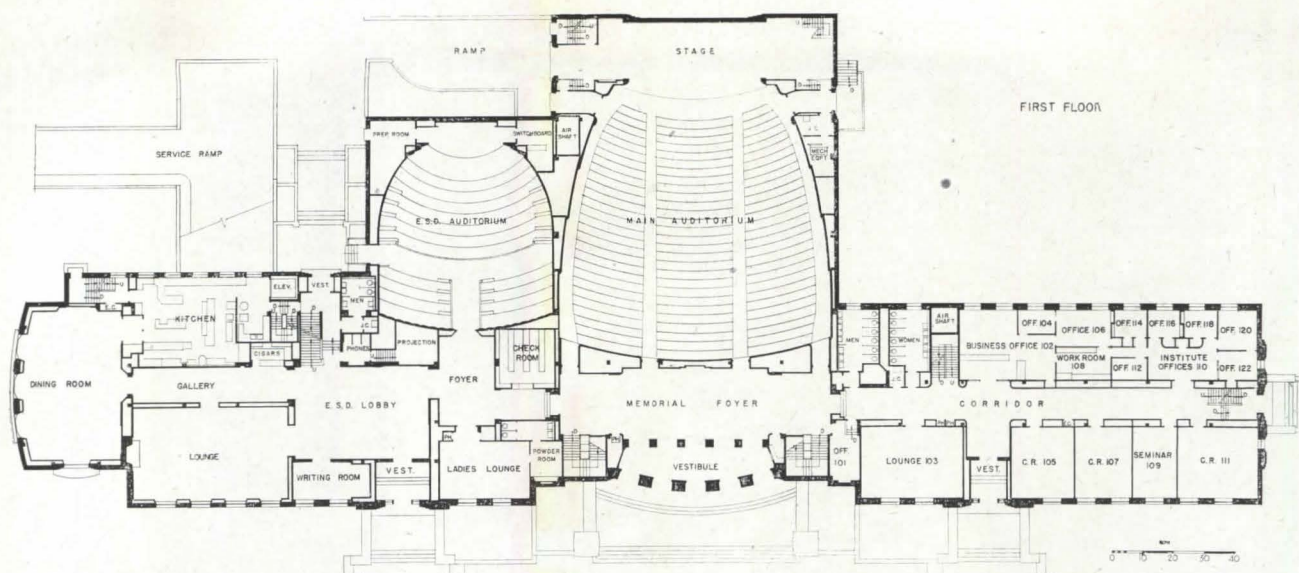 RAMP
STAGE
FIRST FLOOR
SERVICE RAMP
PREP. ROOM
SWITCHBOARD
AIR
SHAFT
J.C.
MECH.
EQPT.
E.S.D. AUDITORIUM
MAIN AUDITORIUM
ELEV.
VEST.
MEN
J.C.
KITCHEN
CIGARS
PHONES
PROJECTION
CHECK
ROOM
FOYER
DINING ROOM
GALLERY
E.S.D. LOBBY
MEMORIAL FOYER
LOUNGE
WRITING ROOM
VEST.
PH.
LADIES LOUNGE
POWDER
ROOM
VESTIBULE
OFF.
101
MEN
WOMEN
J.C.
AIR
SHAFT
BUSINESS OFFICE 102
OFF. 104
OFFICE 106
WORK ROOM
108
OFF. 114
OFF. 116
OFF. 118
OFF. 120
OFF. 112
INSTITUTE
OFFICES 110
OFF. 122
CORRIDOR
LOUNGE 103
VEST.
C.R. 105
C.R. 107
SEMINAR
109
C.R. 111
0 10 20 30 40